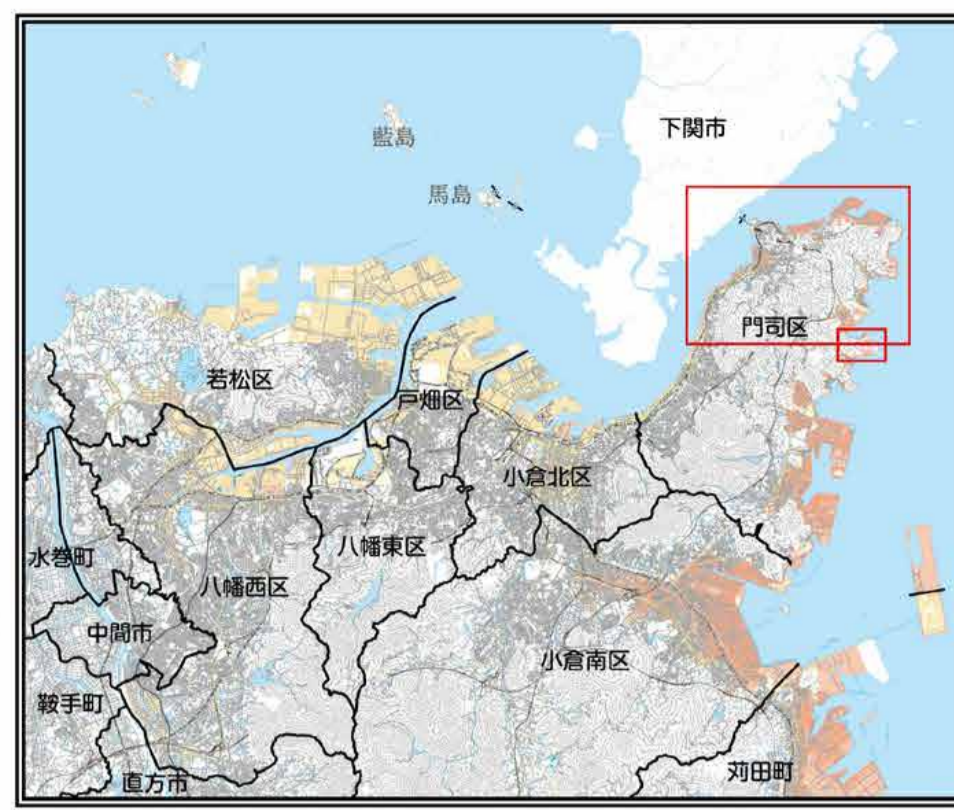 下関市
藍島
馬島
門司区
若松区
戸畑区
小倉北区
八幡東区
水巻町
八幡西区
中間市
小倉南区
鞍手町
直方市
苅田町